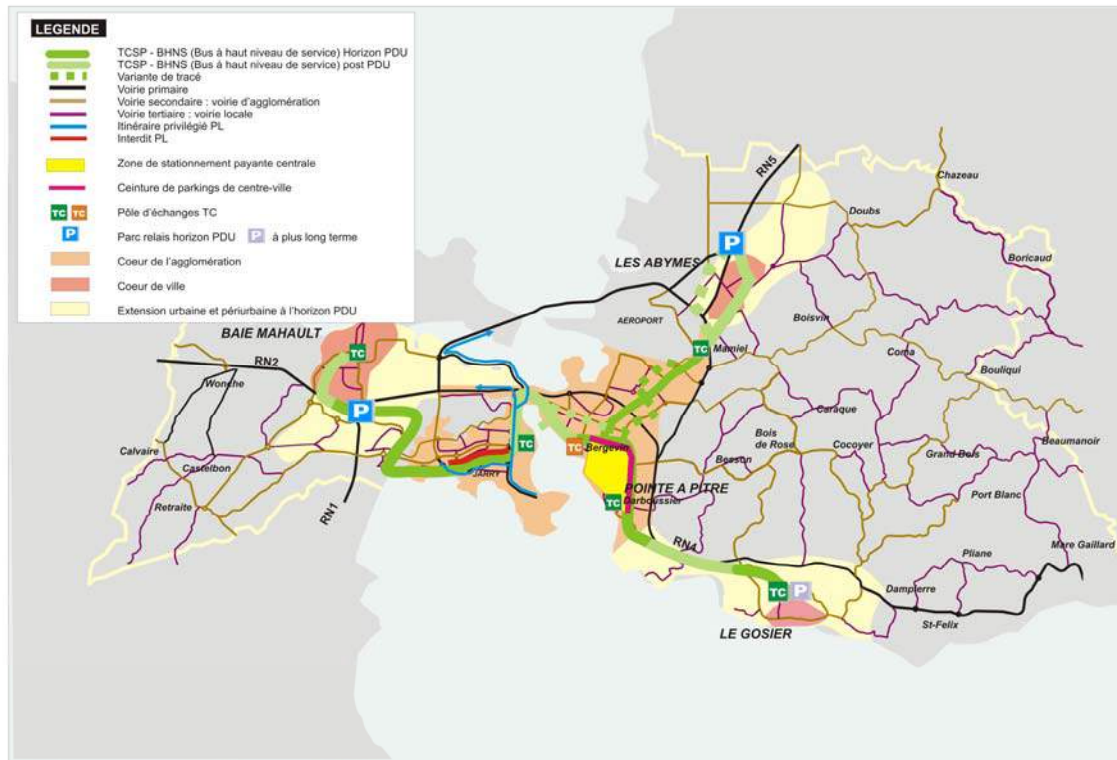 LEGENDE
TCSP - BHNS (Bus à haut niveau de service) Horizon PDU
TCSP - BHNS (Bus à haut niveau de service) post PDU
Variante de tracé
Voirie primaire
Voirie secondaire : voirie d'agglomération
Voirie tertiaire : voirie locale
Itinéraire privilégié PL
Interdit PL
Zone de stationnement payante centrale
Ceinture de parkings de centre-ville
TC TC Pôle d'échanges TC
P Parc relais horizon PDU P à plus long terme
Coeur de l'agglomération
Coeur de ville
Extension urbaine et périurbaine à l'horizon PDU
RN5
Chazeau
Doubs
P
LES ABYMES
Boricaud
AEROPORT
Boisvin
BAIE MAHAULT
TC
Mamiel
TC
Coma
RN2
Bouliqui
Wonche
P
Caraque
Calvaire
Castelbon
TC
TC
Bergevin
Besson
Bois
de Rose
Cocoyer
Grand Bois
Beaumanoir
JARRY
POINTE A PITRE
Port Blanc
Retraite
TC
Darboussier
RN1
RN4
Mare Gaillard
Pliane
TC P
Dampierre
St-Felix
LE GOSIER